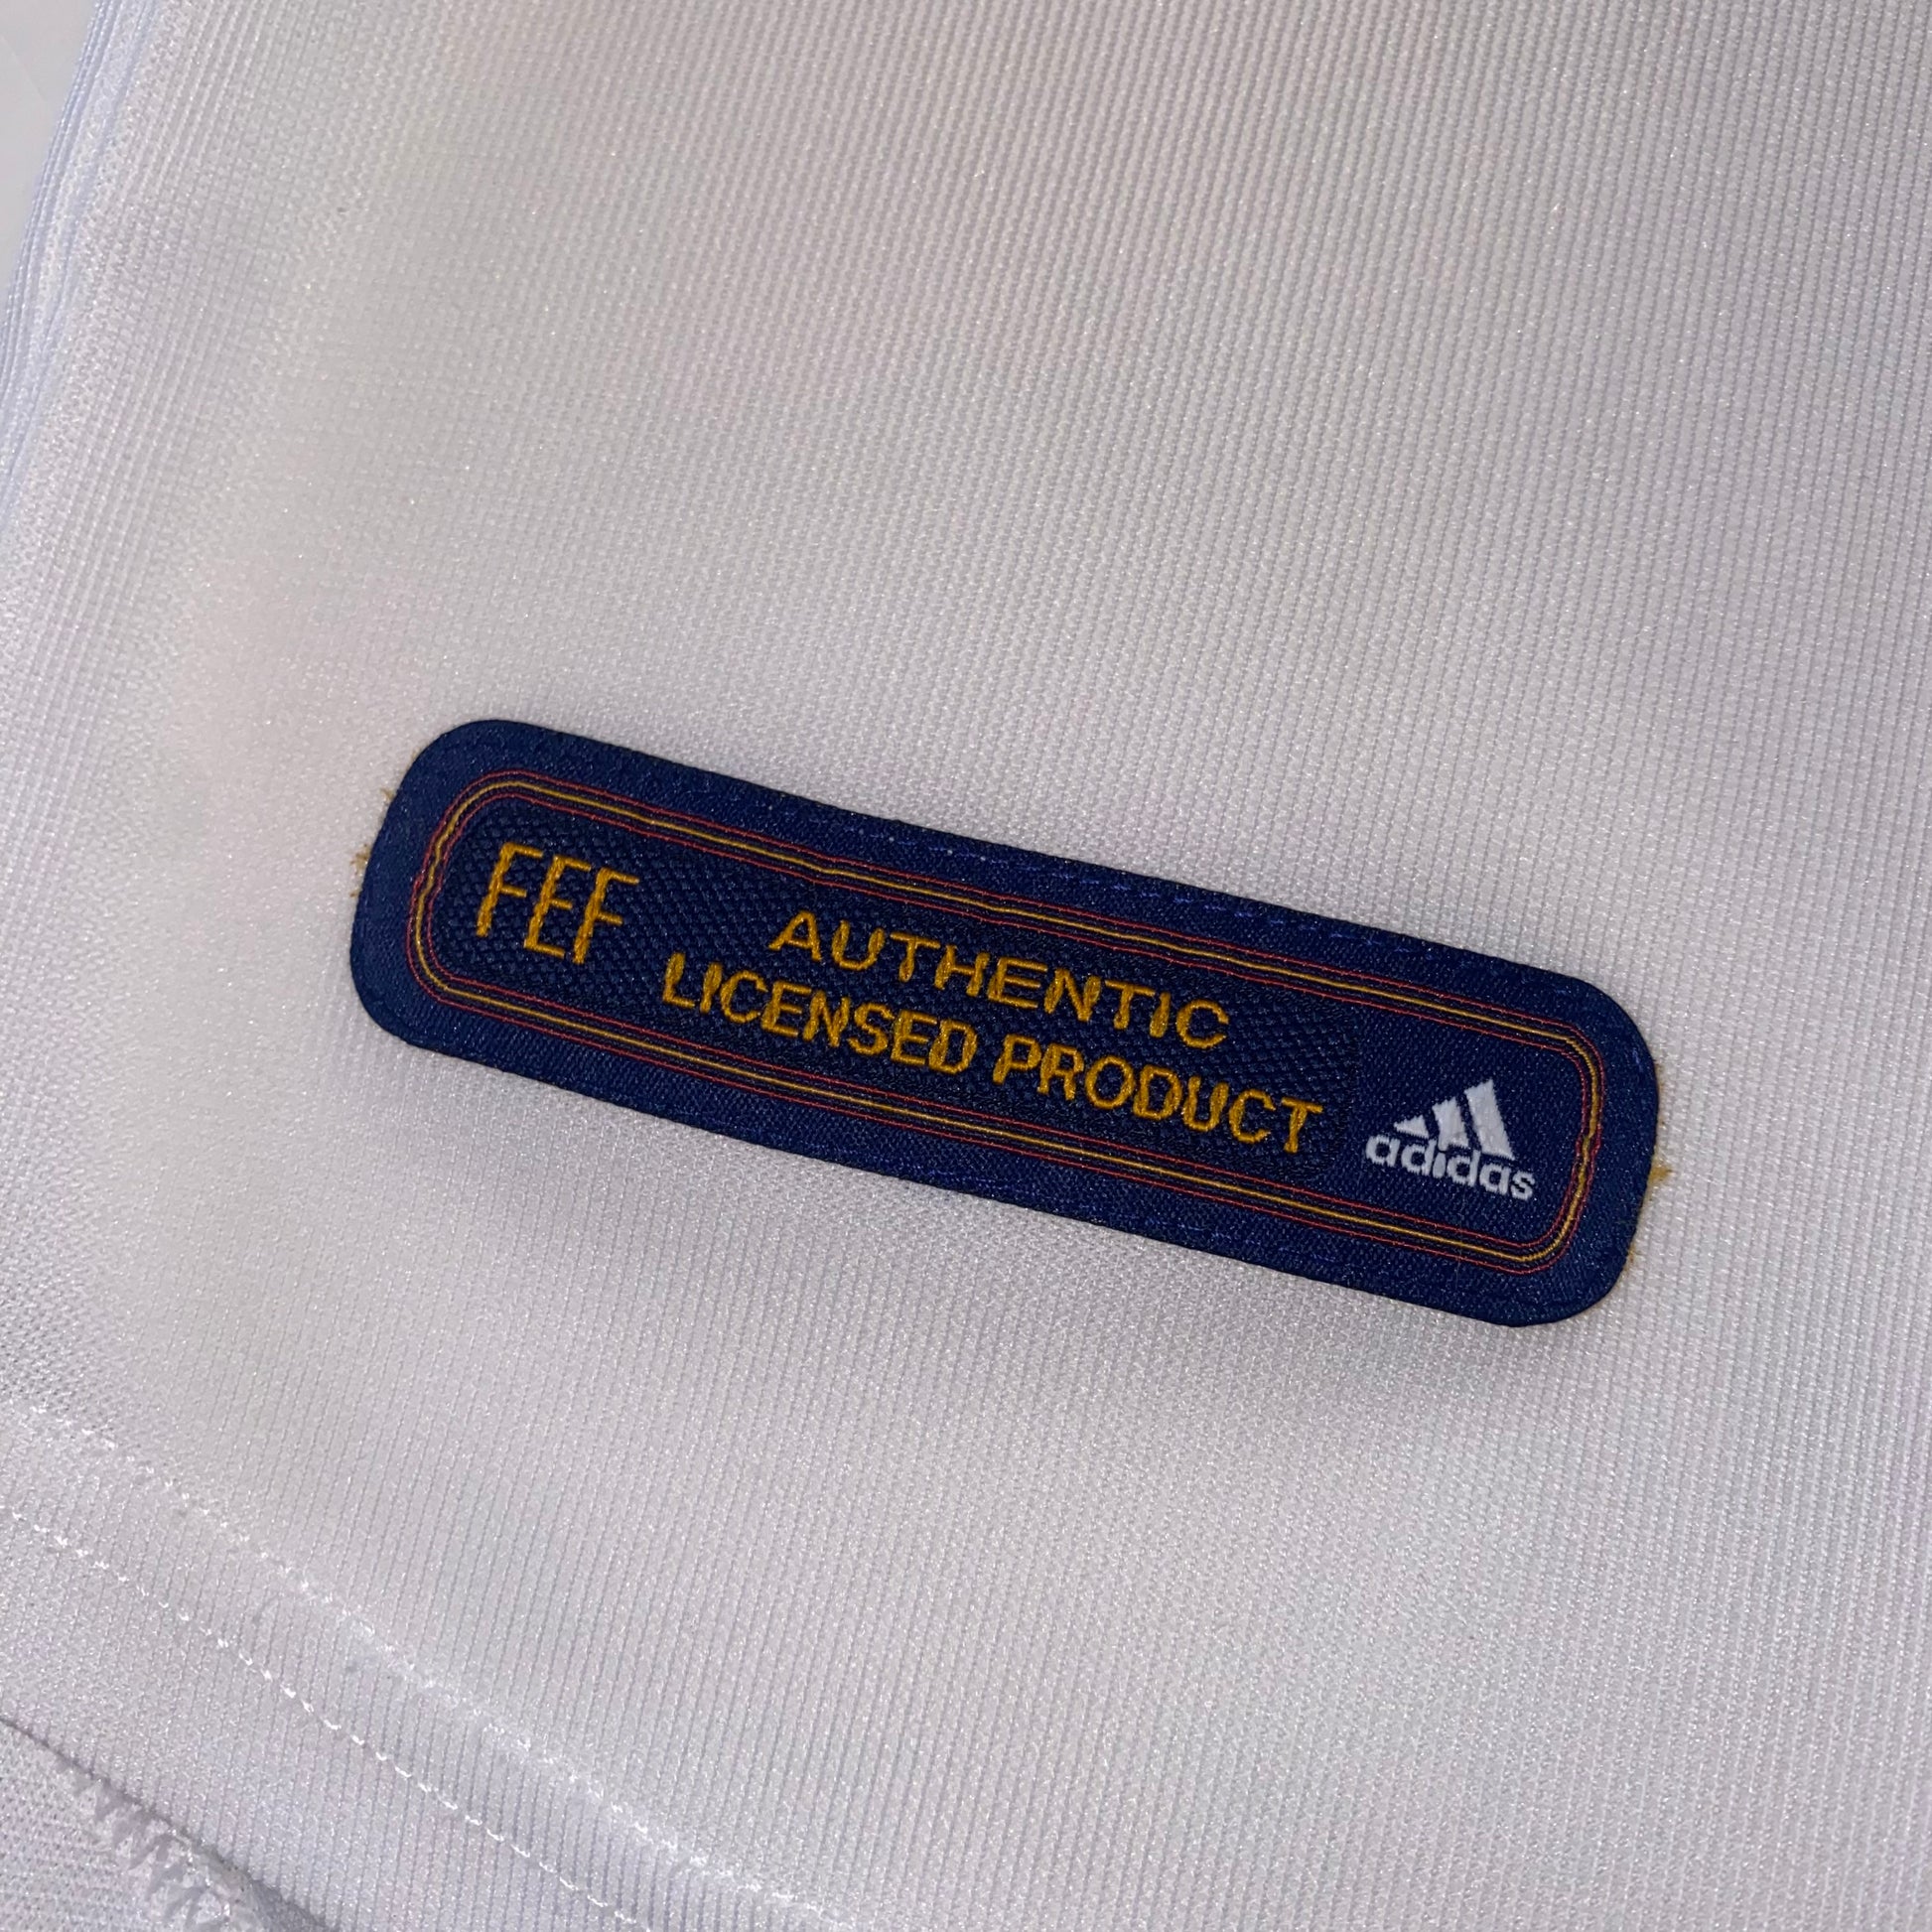 FEF
AUTHENTIC
LICENSED PRODUCT
adidas